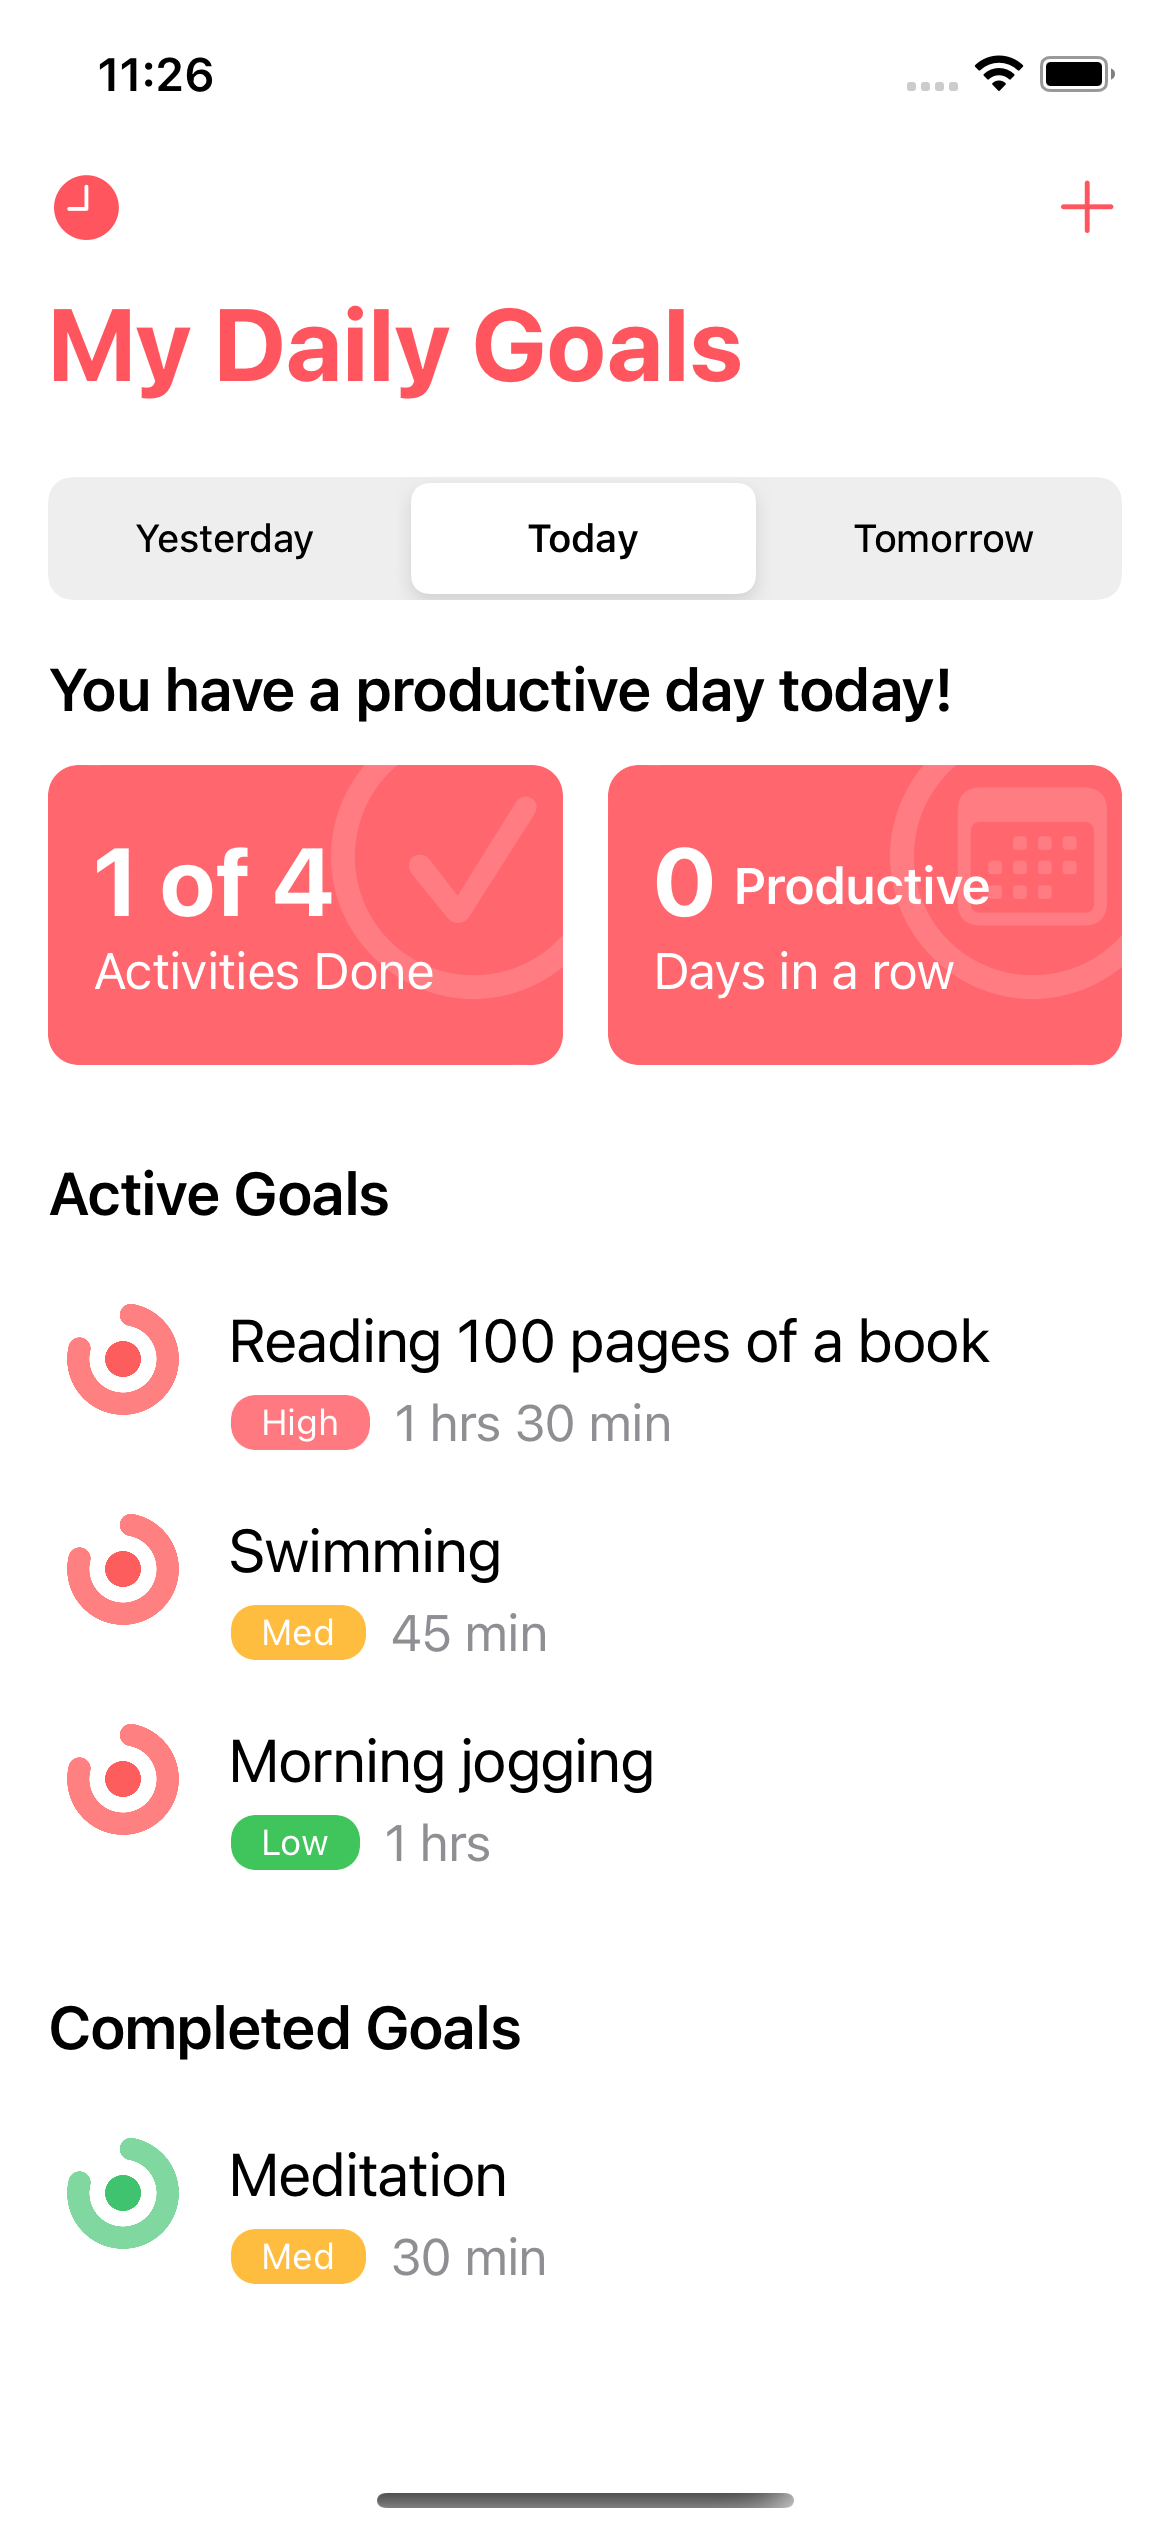 11:26
My Daily Goals
Yesterday Today Tomorrow
You have a productive day today!
1 of 4
Activities Done
0 Productive
Days in a row
Active Goals
Reading 100 pages of a book
High 1 hrs 30 min
Swimming
Med 45 min
Morning jogging
Low 1 hrs
Completed Goals
Meditation
Med 30 min